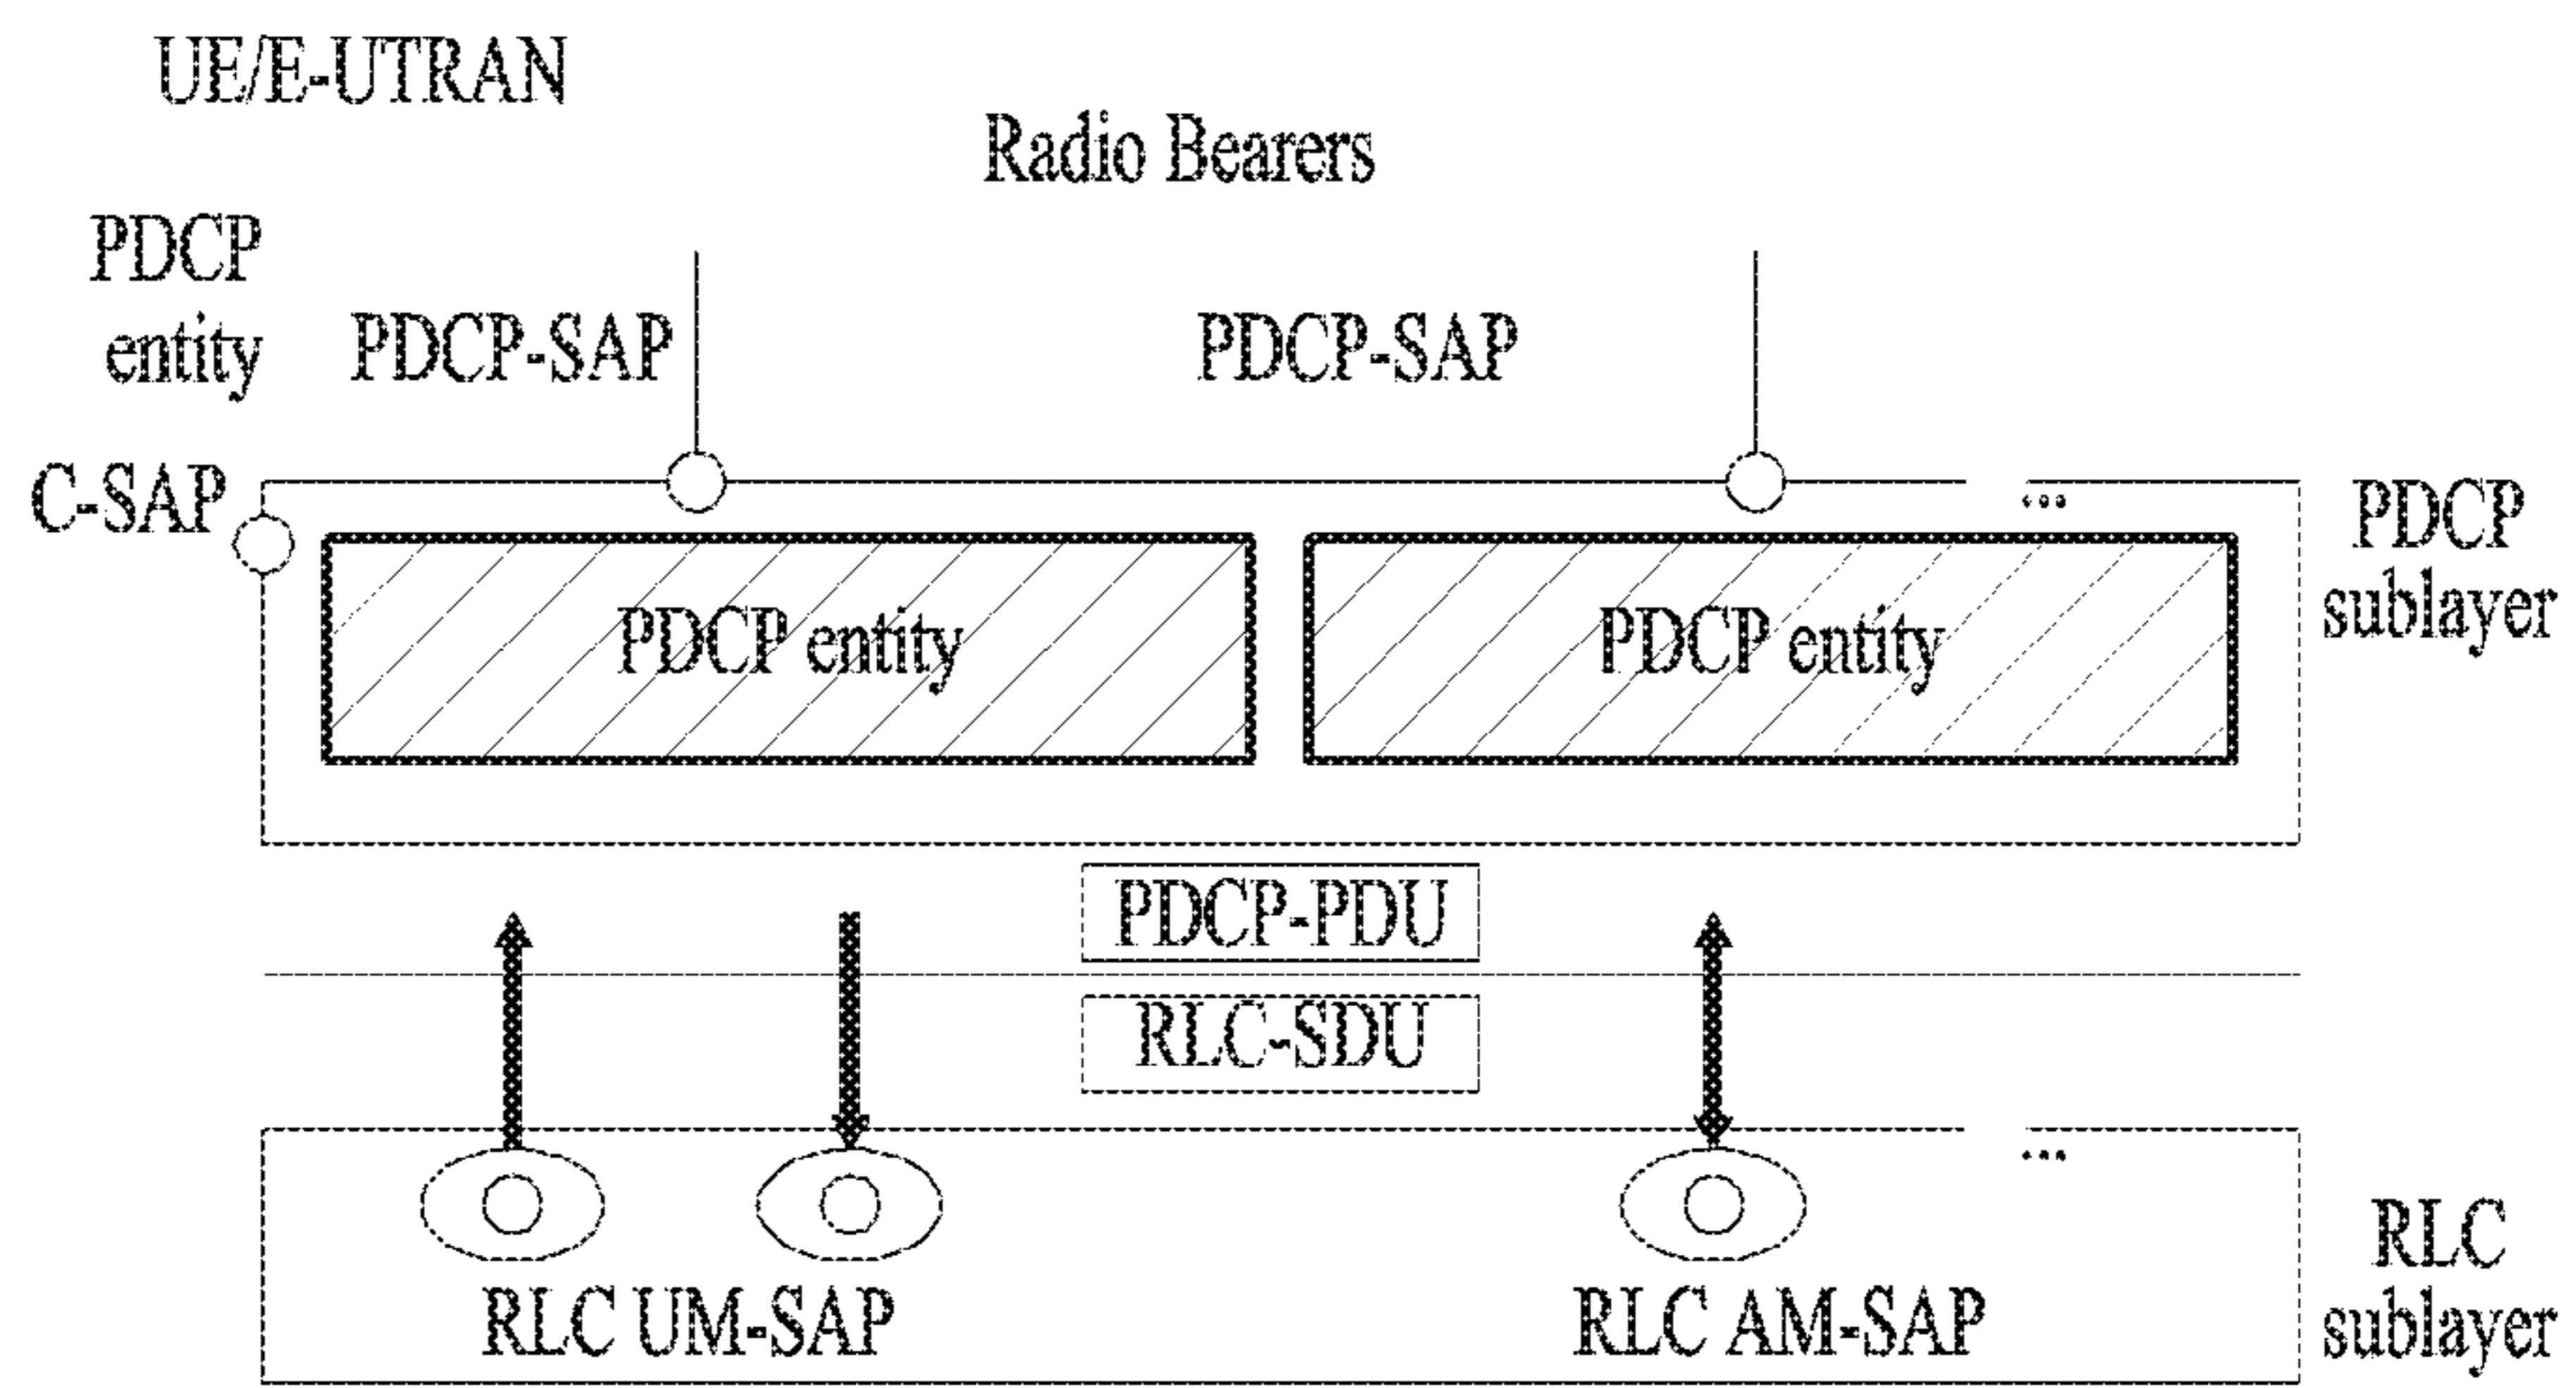 UE/E-UTRAN
Radio Bearers
PDCP
entity
PDCP-SAP
PDCP-SAP
C-SAP
...
PDCP
sublayer
PDCP entity
PDCP entity
PDCP-PDU
RLC-SDU
...
RLC UM-SAP
RLC AM-SAP
RLC
sublayer